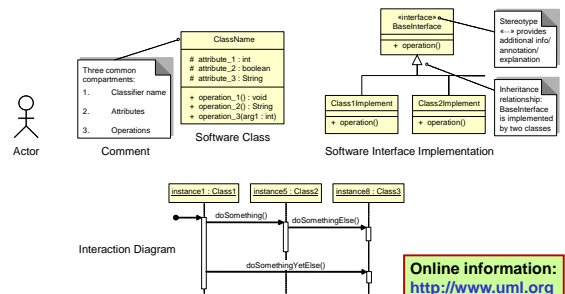 Actor
Three common
compartments:
1. Classifier name
2. Attributes
3. Operations
Comment
ClassName
# attribute_1 : int
# attribute_2 : boolean
# attribute_3 : String
+ operation_1() : void
+ operation_2() : String
+ operation_3(arg1 : int)
Software Class
«interface»
BaseInterface
+ operation()
Stereotype
«⋯» provides
additional info/
annotation/
explanation
Class1Implement
+ operation()
Class2Implement
+ operation()
Inheritance
relationship:
BaseInterface
is implemented
by two classes
Software Interface Implementation
Interaction Diagram
instance1 : Class1
instance5 : Class2
instance8 : Class3
doSomething()
doSomethingElse()
doSomethingYetElse()
Online information:
http://www.uml.org